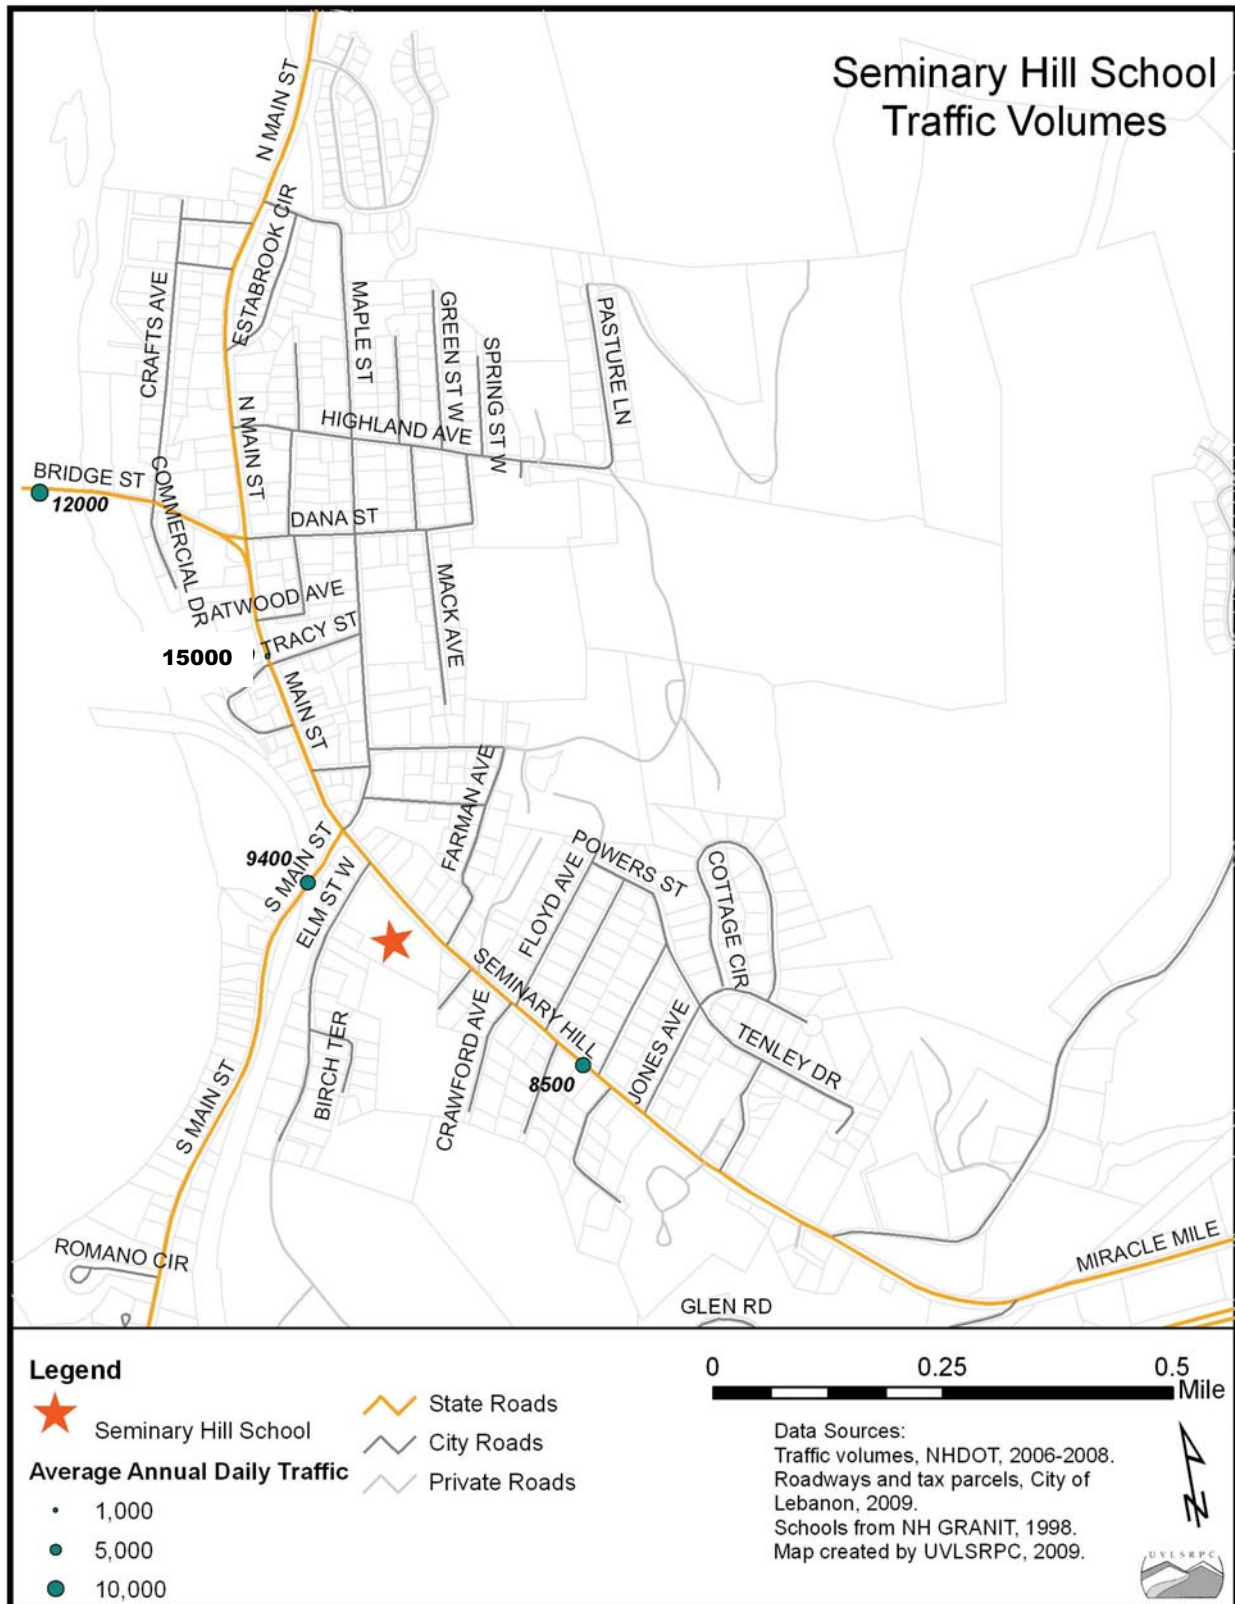 Seminary Hill School
Traffic Volumes
N MAIN ST
ESTABROOK CIR
CRAFTS AVE
MAPLE ST
GREEN ST W
SPRING ST W
PASTURE LN
N MAIN ST
HIGHLAND AVE
BRIDGE ST
12000
COMMERCIAL DR
DANA ST
ATWOOD AVE
MACK AVE
TRACY ST
15000
MAIN ST
FARMAN AVE
S MAIN ST
9400
ELM ST W
POWERS ST
COTTAGE CIR
FLOYD AVE
SEMINARY HILL
CRAWFORD AVE
8500
JONES AVE
TENLEY DR
BIRCH TER
S MAIN ST
ROMANO CIR
MIRACLE MILE
GLEN RD
Legend
Seminary Hill School
Average Annual Daily Traffic
1,000
5,000
10,000
State Roads
City Roads
Private Roads
0 0.25 0.5
Mile
Data Sources:
Traffic volumes, NHDOT, 2006-2008.
Roadways and tax parcels, City of
Lebanon, 2009.
Schools from NH GRANIT, 1998.
Map created by UVLSRPC, 2009.
N
UVLSRPC